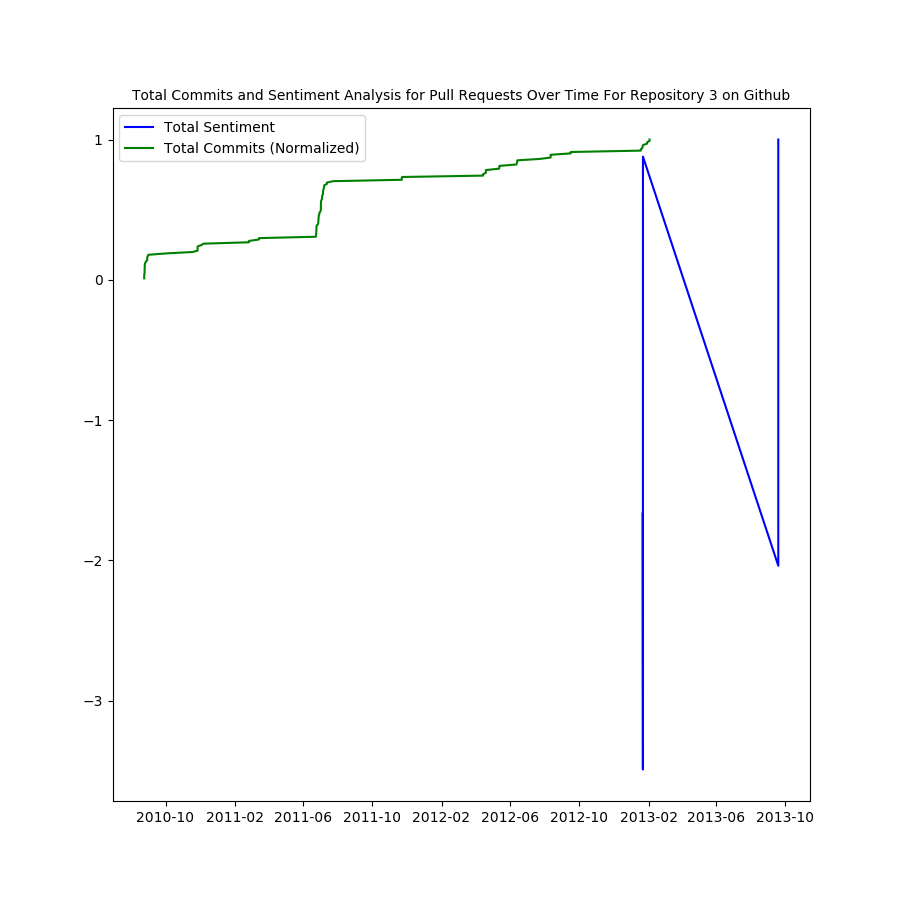 Total Commits and Sentiment Analysis for Pull Requests Over Time For Repository 3 on Github
Total Sentiment
Total Commits (Normalized)
1
0
−1
−2
−3
2010-10 2011-02 2011-06 2011-10 2012-02 2012-06 2012-10 2013-02 2013-06 2013-10